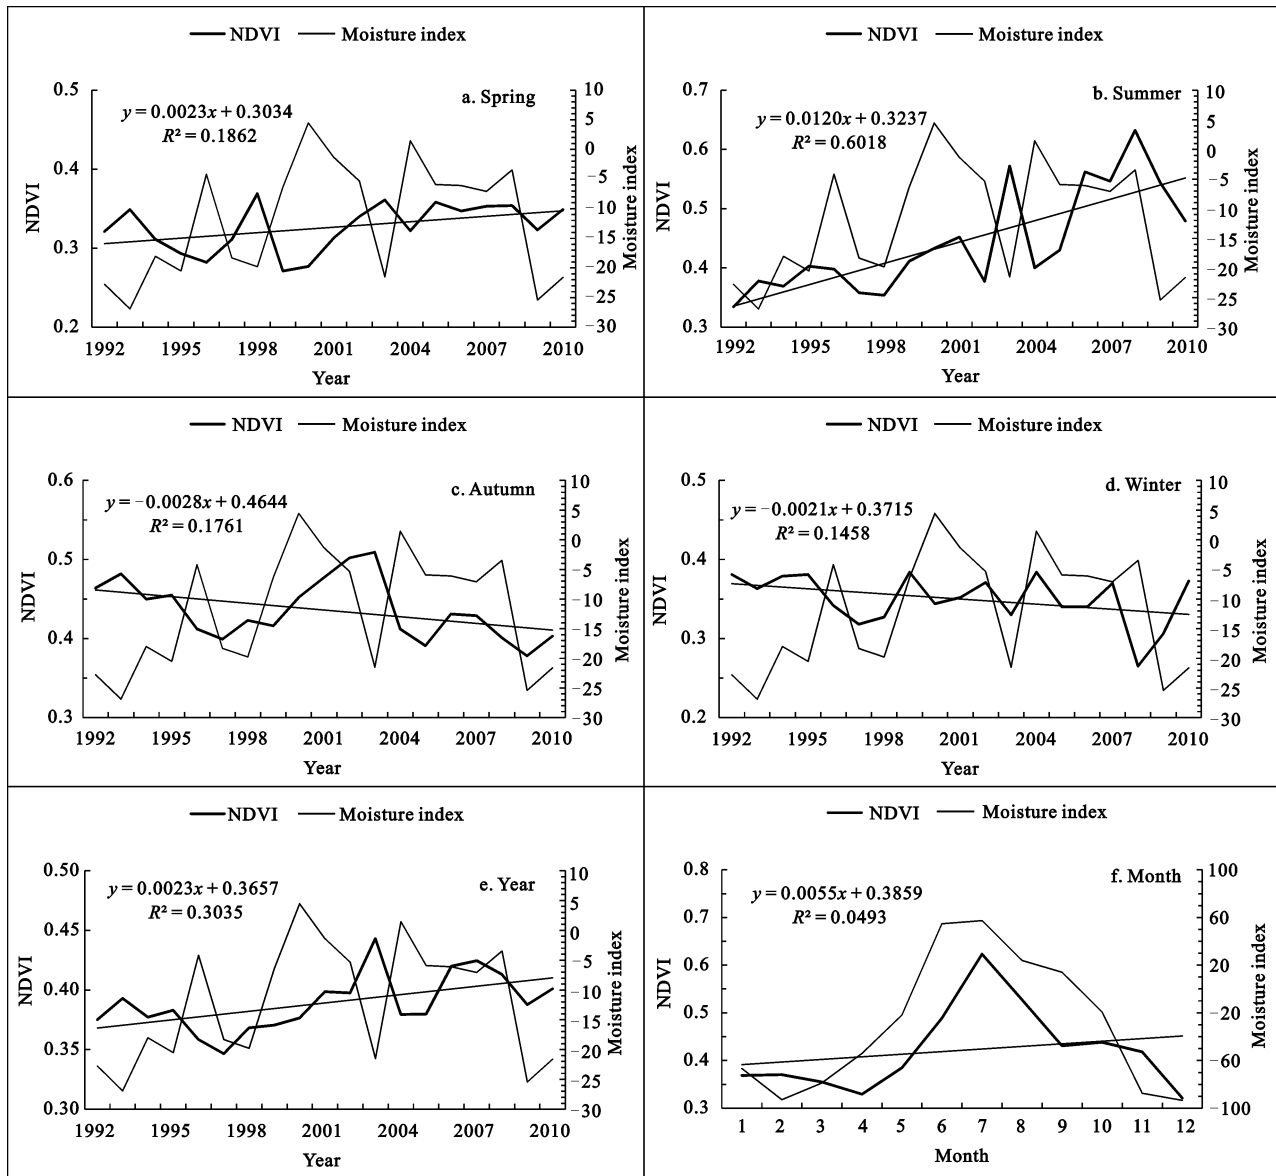 NDVI Moisture index
a. Spring
y = 0.0023x + 0.3034
R² = 0.1862
0.5
0.4
0.3
0.2
NDVI
10
5
0
−5
−10
−15
−20
−25
−30
Moisture index
1992 1995 1998 2001 2004 2007 2010
Year
NDVI Moisture index
b. Summer
y = 0.0120x + 0.3237
R² = 0.6018
0.7
0.6
0.5
0.4
0.3
NDVI
10
5
0
−5
−10
−15
−20
−25
−30
Moisture index
1992 1995 1998 2001 2004 2007 2010
Year
NDVI Moisture index
c. Autumn
y = −0.0028x + 0.4644
R² = 0.1761
0.6
0.5
0.4
0.3
NDVI
10
5
0
−5
−10
−15
−20
−25
−30
Moisture index
1992 1995 1998 2001 2004 2007 2010
Year
NDVI Moisture index
d. Winter
y = −0.0021x + 0.3715
R² = 0.1458
0.5
0.4
0.3
0.2
NDVI
10
5
0
−5
−10
−15
−20
−25
−30
Moisture index
1992 1995 1998 2001 2004 2007 2010
Year
NDVI Moisture index
e. Year
y = 0.0023x + 0.3657
R² = 0.3035
0.50
0.45
0.40
0.35
0.30
NDVI
10
5
0
−5
−10
−15
−20
−25
−30
Moisture index
1992 1995 1998 2001 2004 2007 2010
Year
NDVI Moisture index
f. Month
y = 0.0055x + 0.3859
R² = 0.0493
0.8
0.7
0.6
0.5
0.4
0.3
NDVI
100
60
20
−20
−60
−100
Moisture index
1 2 3 4 5 6 7 8 9 10 11 12
Month